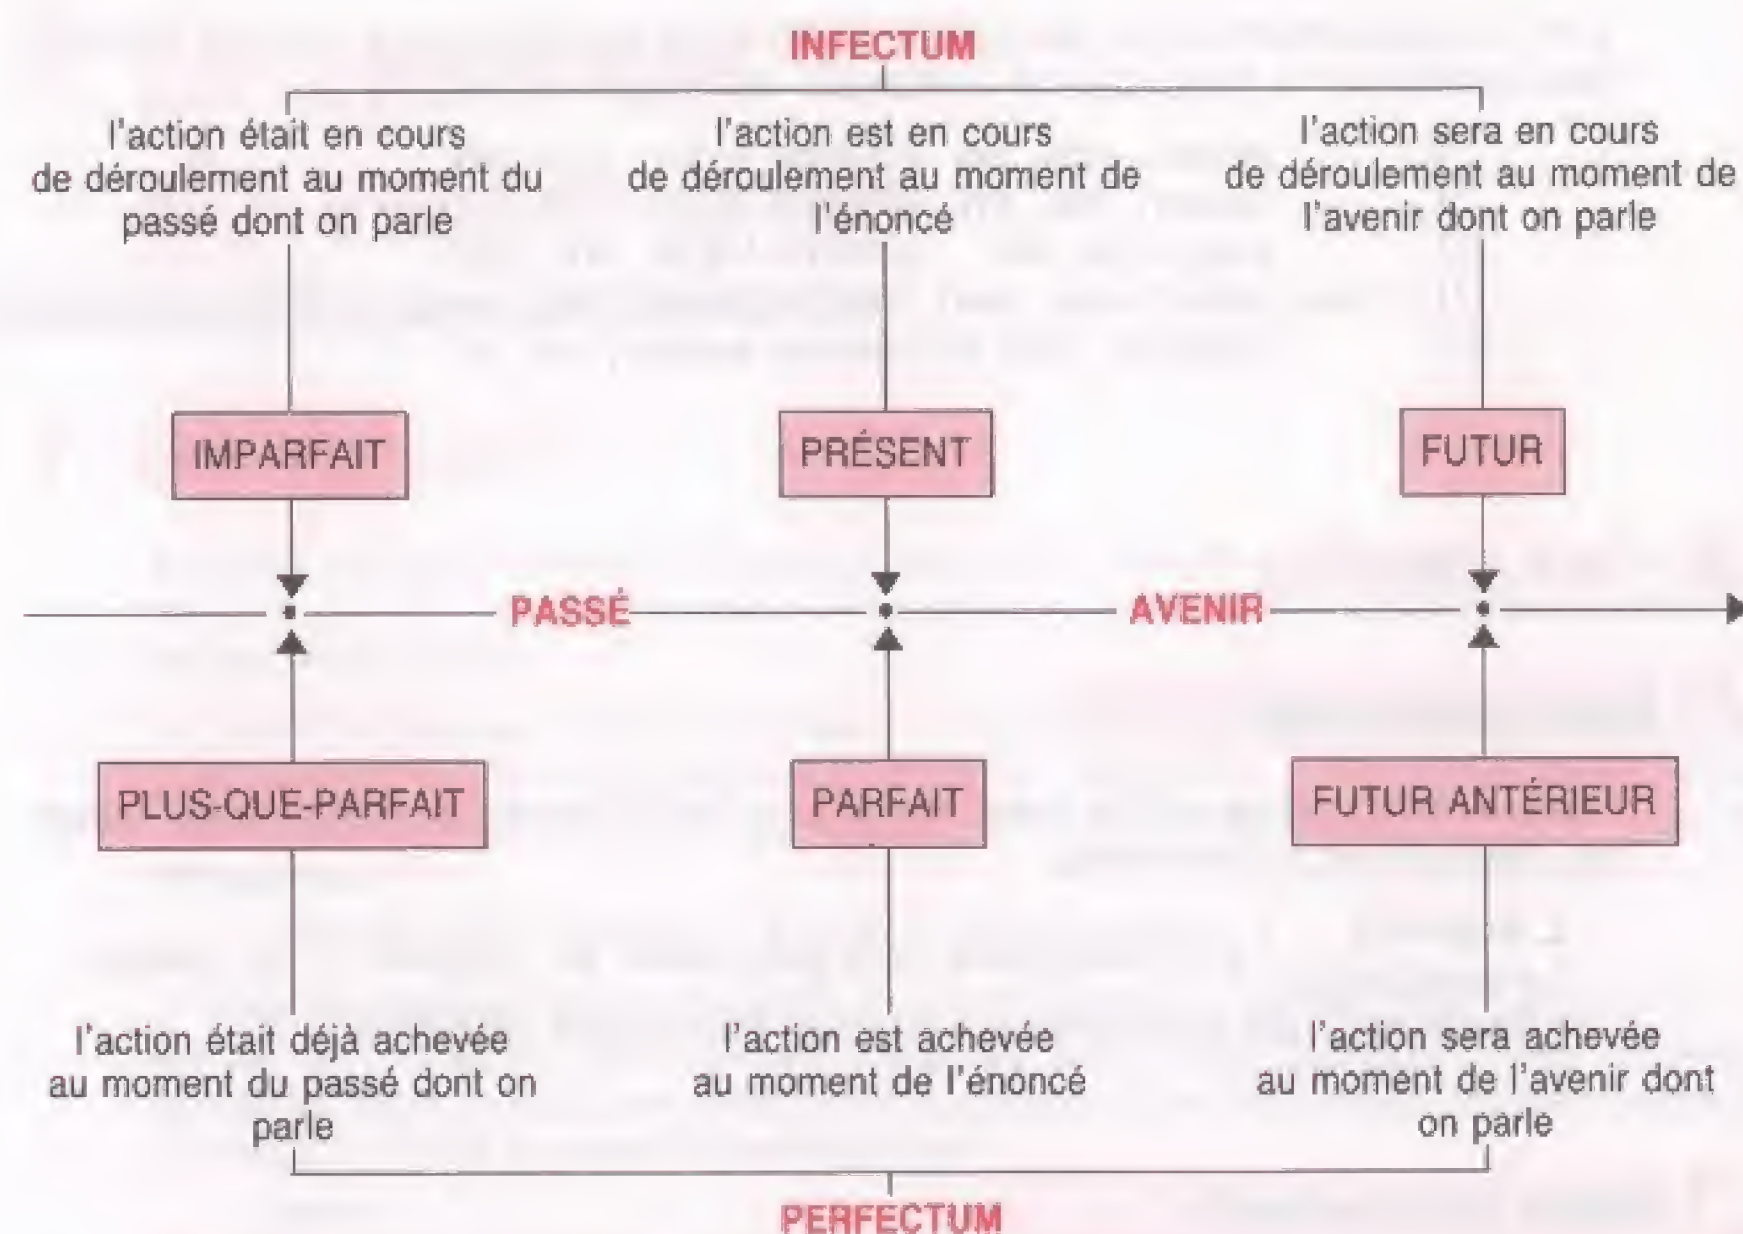 INFECTUM
l'action était en cours
de déroulement au moment du
passé dont on parle
l'action est en cours
de déroulement au moment de
l'énoncé
l'action sera en cours
de déroulement au moment de
l'avenir dont on parle
IMPARFAIT
PRÉSENT
FUTUR
PASSÉ
AVENIR
PLUS-QUE-PARFAIT
PARFAIT
FUTUR ANTÉRIEUR
l'action était déjà achevée
au moment du passé dont on
parle
l'action est achevée
au moment de l'énoncé
l'action sera achevée
au moment de l'avenir dont
on parle
PERFECTUM